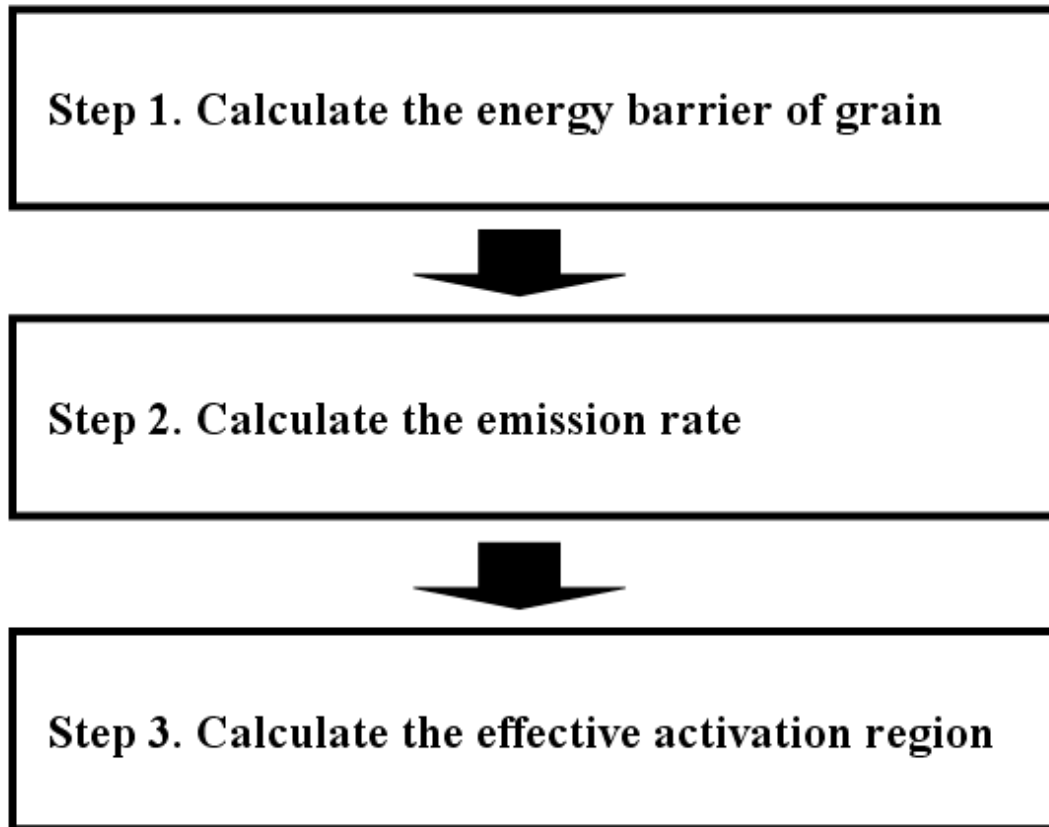 Step 1. Calculate the energy barrier of grain
Step 2. Calculate the emission rate
Step 3. Calculate the effective activation region